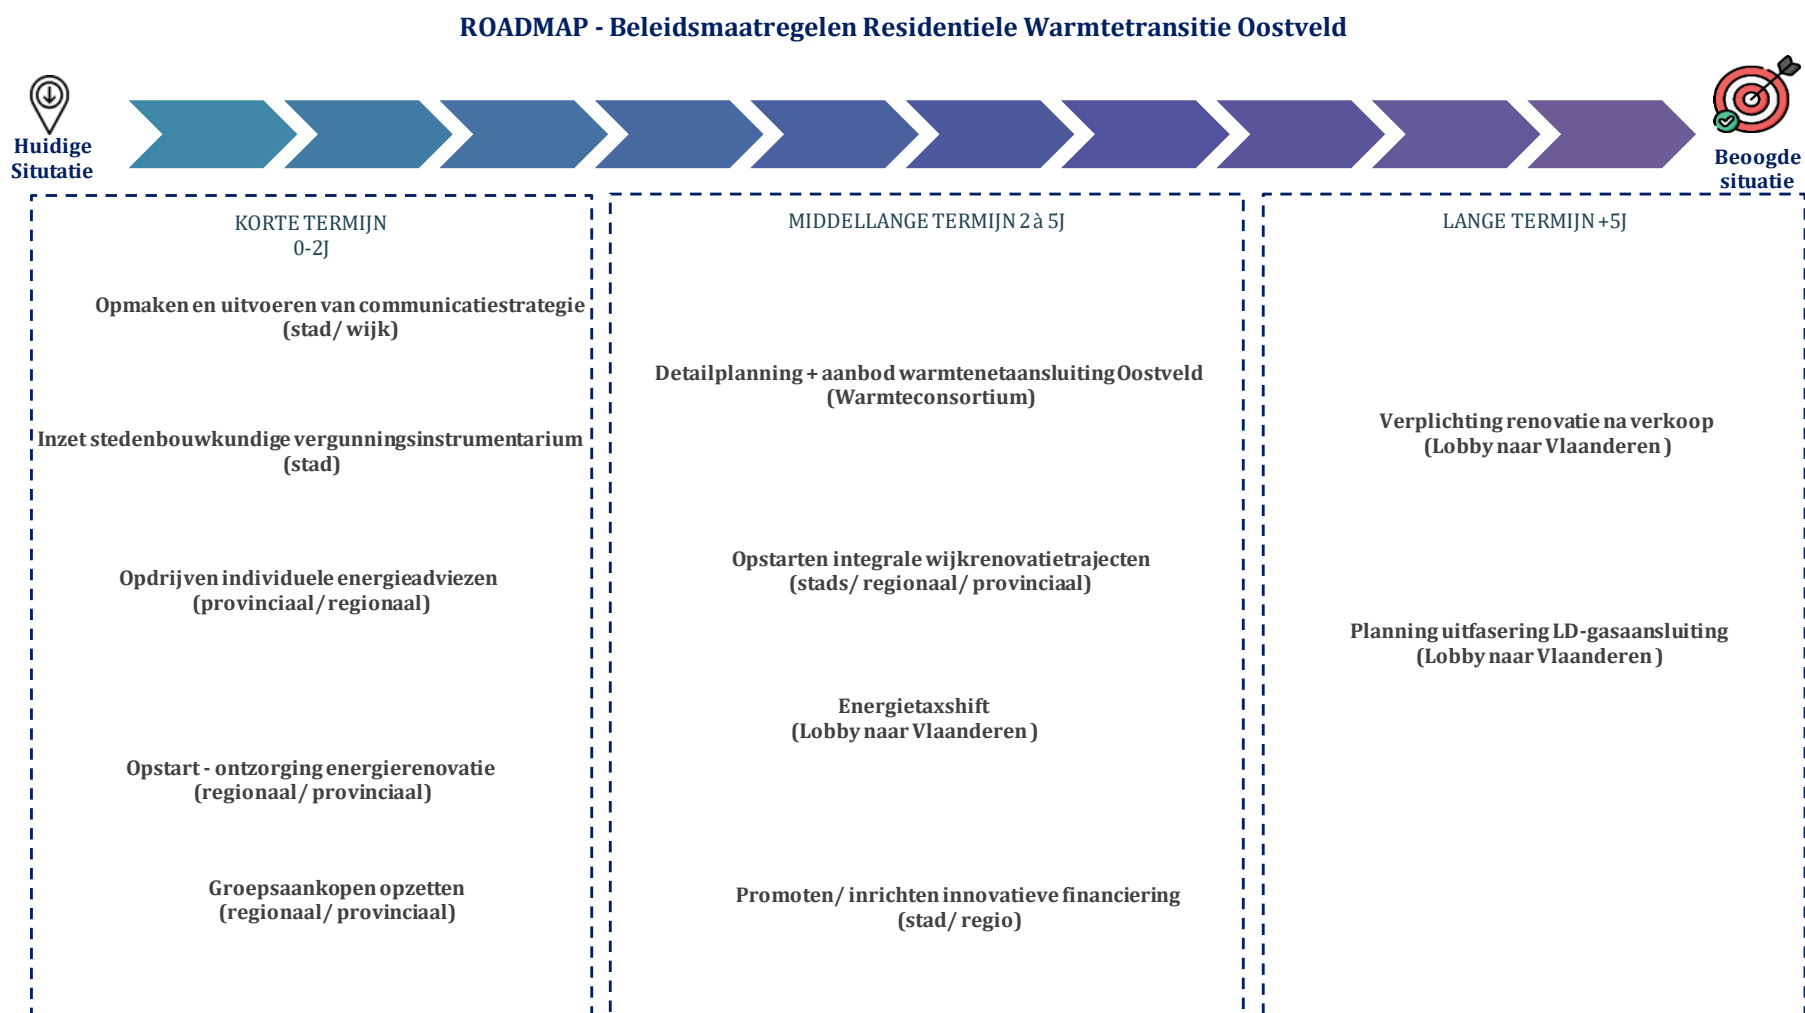 ROADMAP - Beleidsmaatregelen Residentiele Warmtetransitie Oostveld
Huidige
Situtatie
Beoogde
situatie
KORTE TERMIJN
0-2J
Opmaken en uitvoeren van communicatiestrategie
(stad/ wijk)
Inzet stedenbouwkundige vergunningsinstrumentarium
(stad)
Opdrijven individuele energieadviezen
(provinciaal/ regionaal)
Opstart - ontzorging energierenovatie
(regionaal/ provinciaal)
Groepsaankopen opzetten
(regionaal/ provinciaal)
MIDDELLANGE TERMIJN 2 à 5J
Detailplanning + aanbod warmtenetaansluiting Oostveld
(Warmteconsortium)
Opstarten integrale wijkrenovatietrajecten
(stads/ regionaal/ provinciaal)
Energietaxshift
(Lobby naar Vlaanderen )
Promoten/ inrichten innovatieve financiering
(stad/ regio)
LANGE TERMIJN +5J
Verplichting renovatie na verkoop
(Lobby naar Vlaanderen )
Planning uitfasering LD-gasaansluiting
(Lobby naar Vlaanderen )